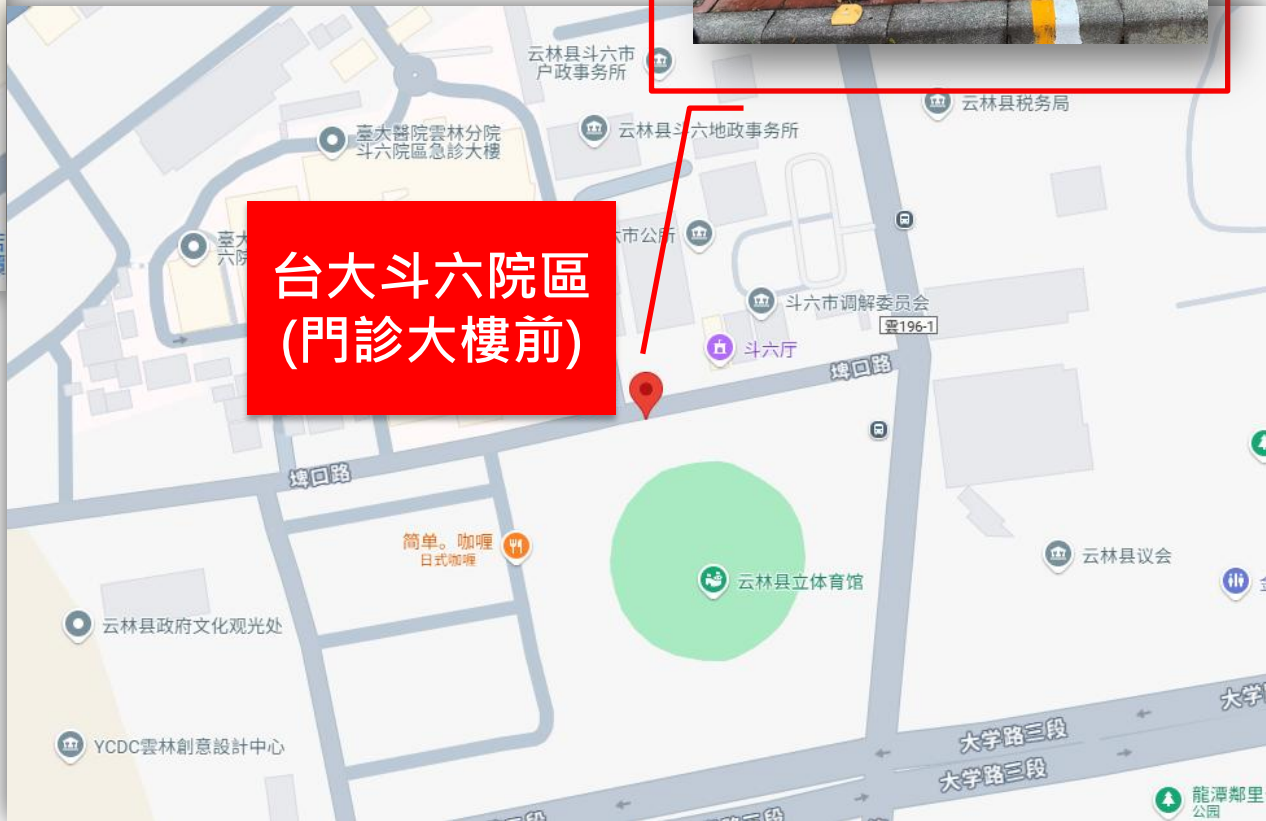 云林县斗六市
户政事务所
云林县税务局
云林县斗六地政事务所
臺大醫院雲林分院
斗六院區急診大樓
市公所
臺大
六院
台大斗六院區
(門診大樓前)
斗六市调解委员会
雲196-1
斗六厅
埤口路
埤口路
简单。咖喱
日式咖喱
云林县议会
云林县立体育馆
云林县政府文化观光处
大学
大学路三段
YCDC雲林創意設計中心
大学路三段
龍潭鄰里
公园